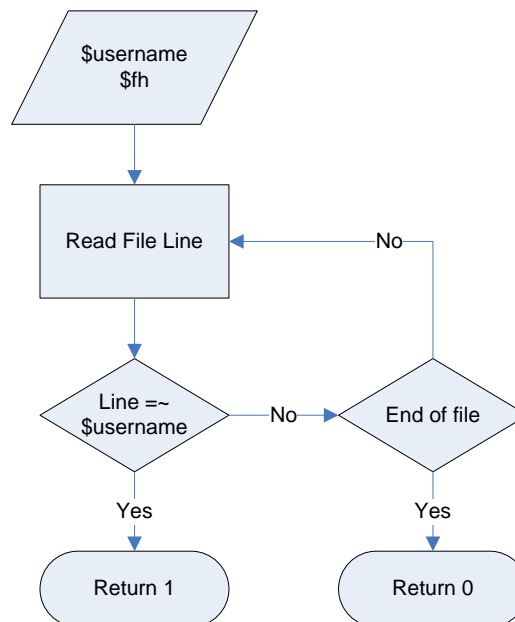 $username
$fh
Read File Line
No
Line =~
$username
No
End of file
Yes
Yes
Return 1
Return 0